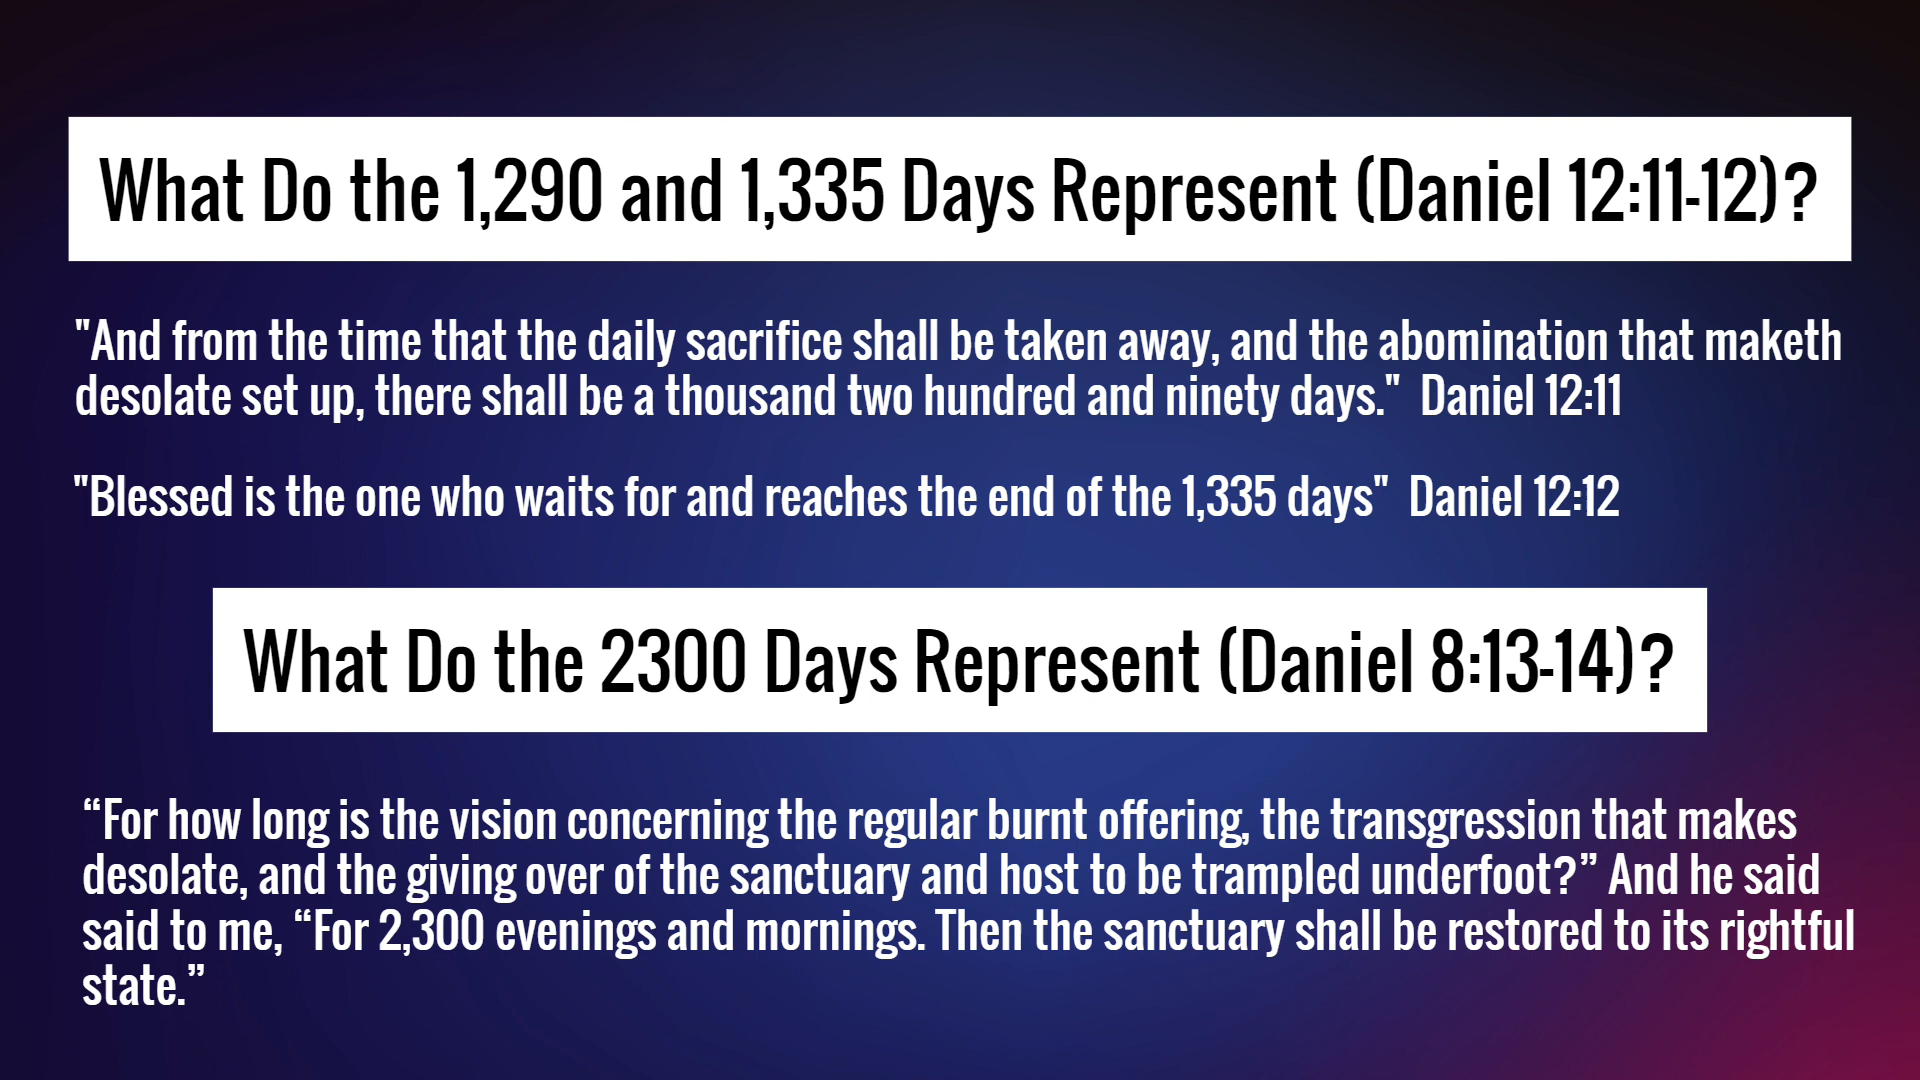 What Do the 1,290 and 1,335 Days Represent (Daniel 12:11-12)?
"And from the time that the daily sacrifice shall be taken away, and the abomination that maketh
desolate set up, there shall be a thousand two hundred and ninety days."  Daniel 12:11
"Blessed is the one who waits for and reaches the end of the 1,335 days"  Daniel 12:12
What Do the 2300 Days Represent (Daniel 8:13-14)?
“For how long is the vision concerning the regular burnt offering, the transgression that makes
desolate, and the giving over of the sanctuary and host to be trampled underfoot?” And he said
said to me, “For 2,300 evenings and mornings. Then the sanctuary shall be restored to its rightful
state.”